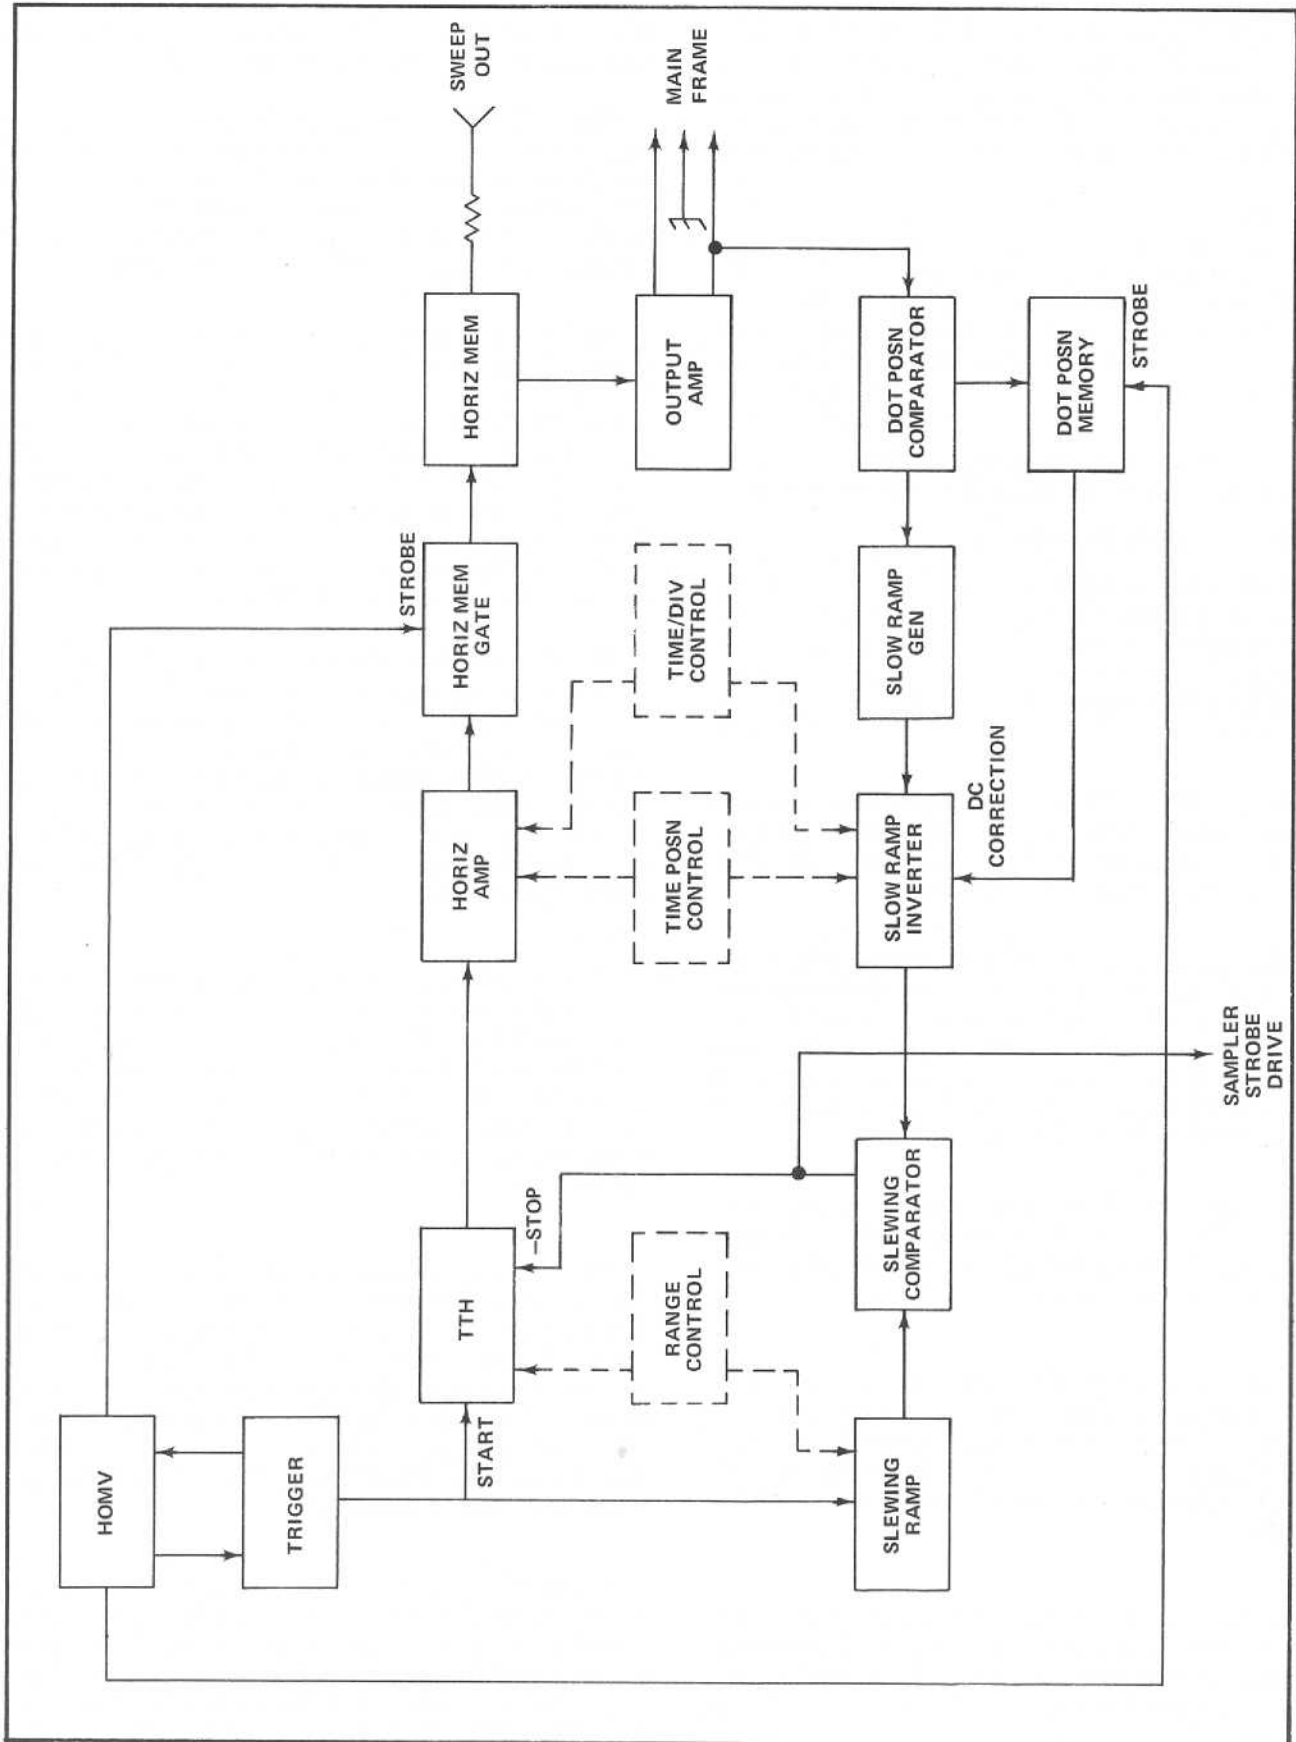 HOMV
TRIGGER
START
TTH
–STOP
HORIZ
AMP
STROBE
HORIZ MEM
GATE
HORIZ MEM
SWEEP
OUT
RANGE
CONTROL
TIME POSN
CONTROL
TIME/DIV
CONTROL
OUTPUT
AMP
MAIN
FRAME
SLEWING
RAMP
SLEWING
COMPARATOR
SLOW RAMP
INVERTER
SLOW RAMP
GEN
DOT POSN
COMPARATOR
DC
CORRECTION
DOT POSN
MEMORY
STROBE
SAMPLER
STROBE
DRIVE